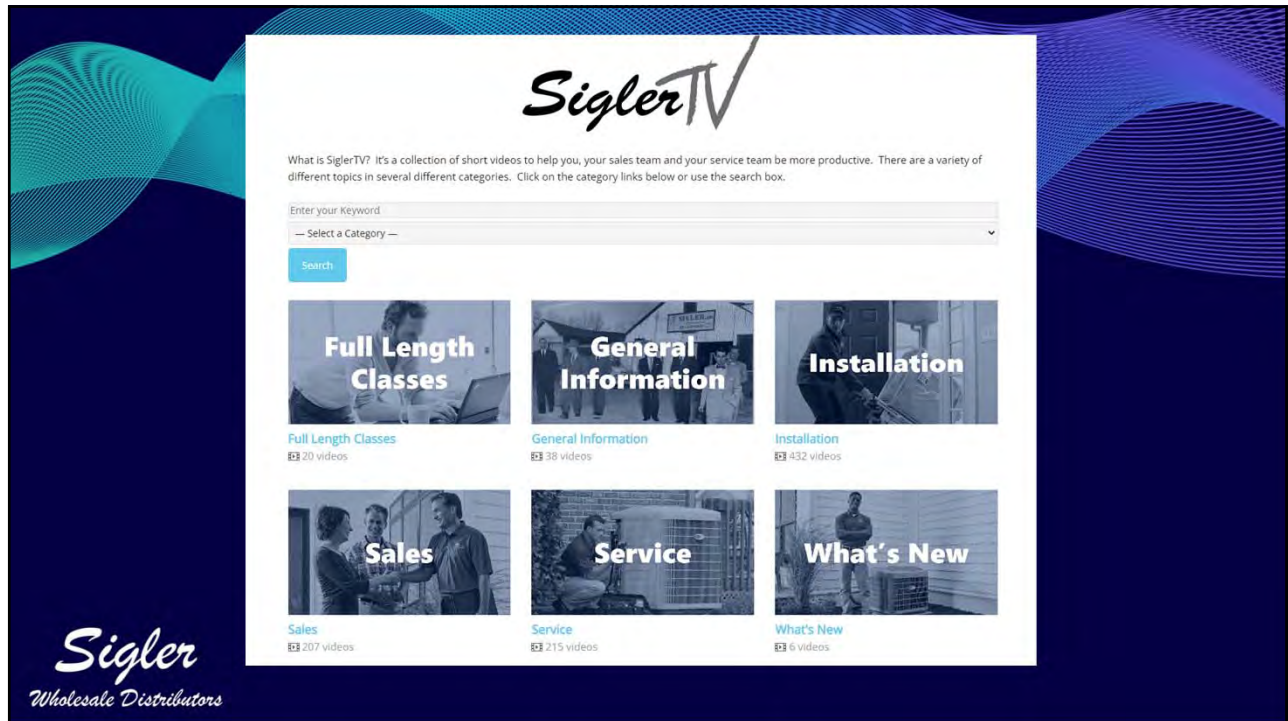 SiglerTV
What is SiglerTV? It's a collection of short videos to help you, your sales team and your service team be more productive. There are a variety of
different topics in several different categories. Click on the category links below or use the search box.
Enter your Keyword
— Select a Category —
Search
Full Length
Classes
Full Length Classes
20 videos
General
Information
General Information
38 videos
Installation
Installation
432 videos
Sales
Sales
207 videos
Service
Service
215 videos
What's New
What's New
6 videos
Sigler
Wholesale Distributors